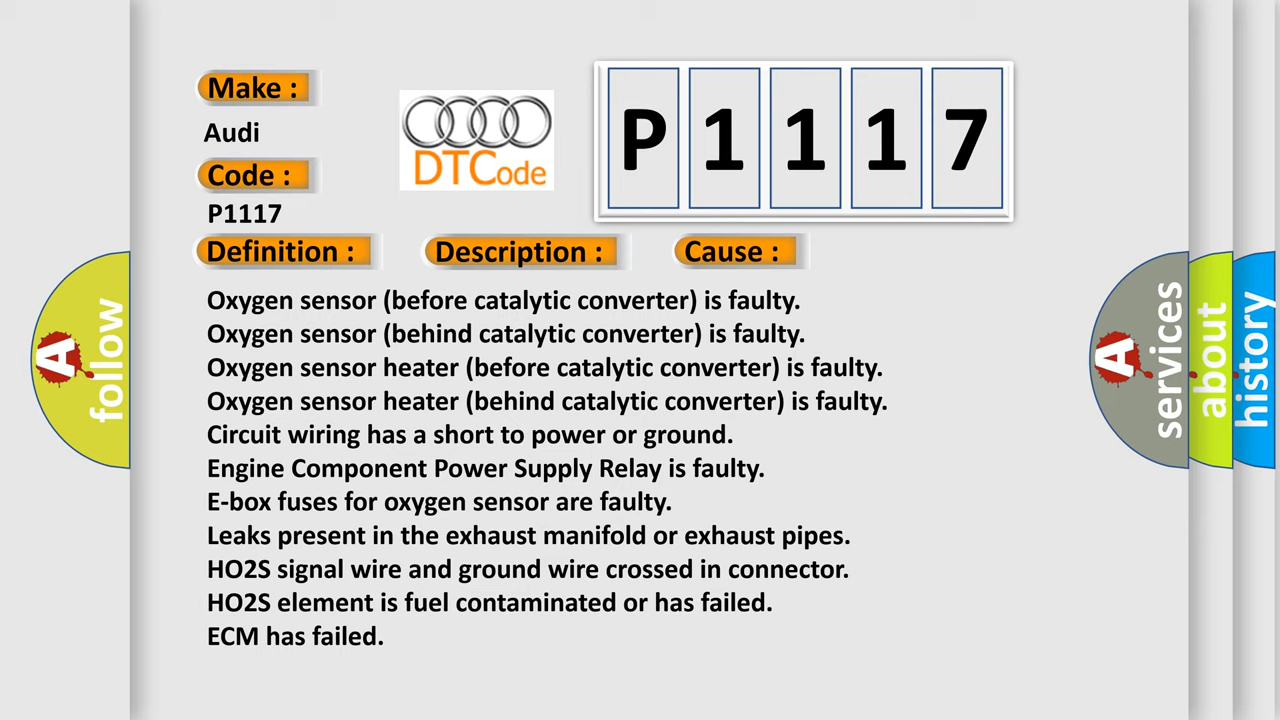 Make :
Audi
Code :
P1117
DTCode
P1117
Definition :
Description :
Cause :
Oxygen sensor (before catalytic converter) is faulty.
Oxygen sensor (behind catalytic converter) is faulty.
Oxygen sensor heater (before catalytic converter) is faulty.
Oxygen sensor heater (behind catalytic converter) is faulty.
Circuit wiring has a short to power or ground.
Engine Component Power Supply Relay is faulty.
E-box fuses for oxygen sensor are faulty.
Leaks present in the exhaust manifold or exhaust pipes.
HO2S signal wire and ground wire crossed in connector.
HO2S element is fuel contaminated or has failed.
ECM has failed.
A
follow
A
services
about
history